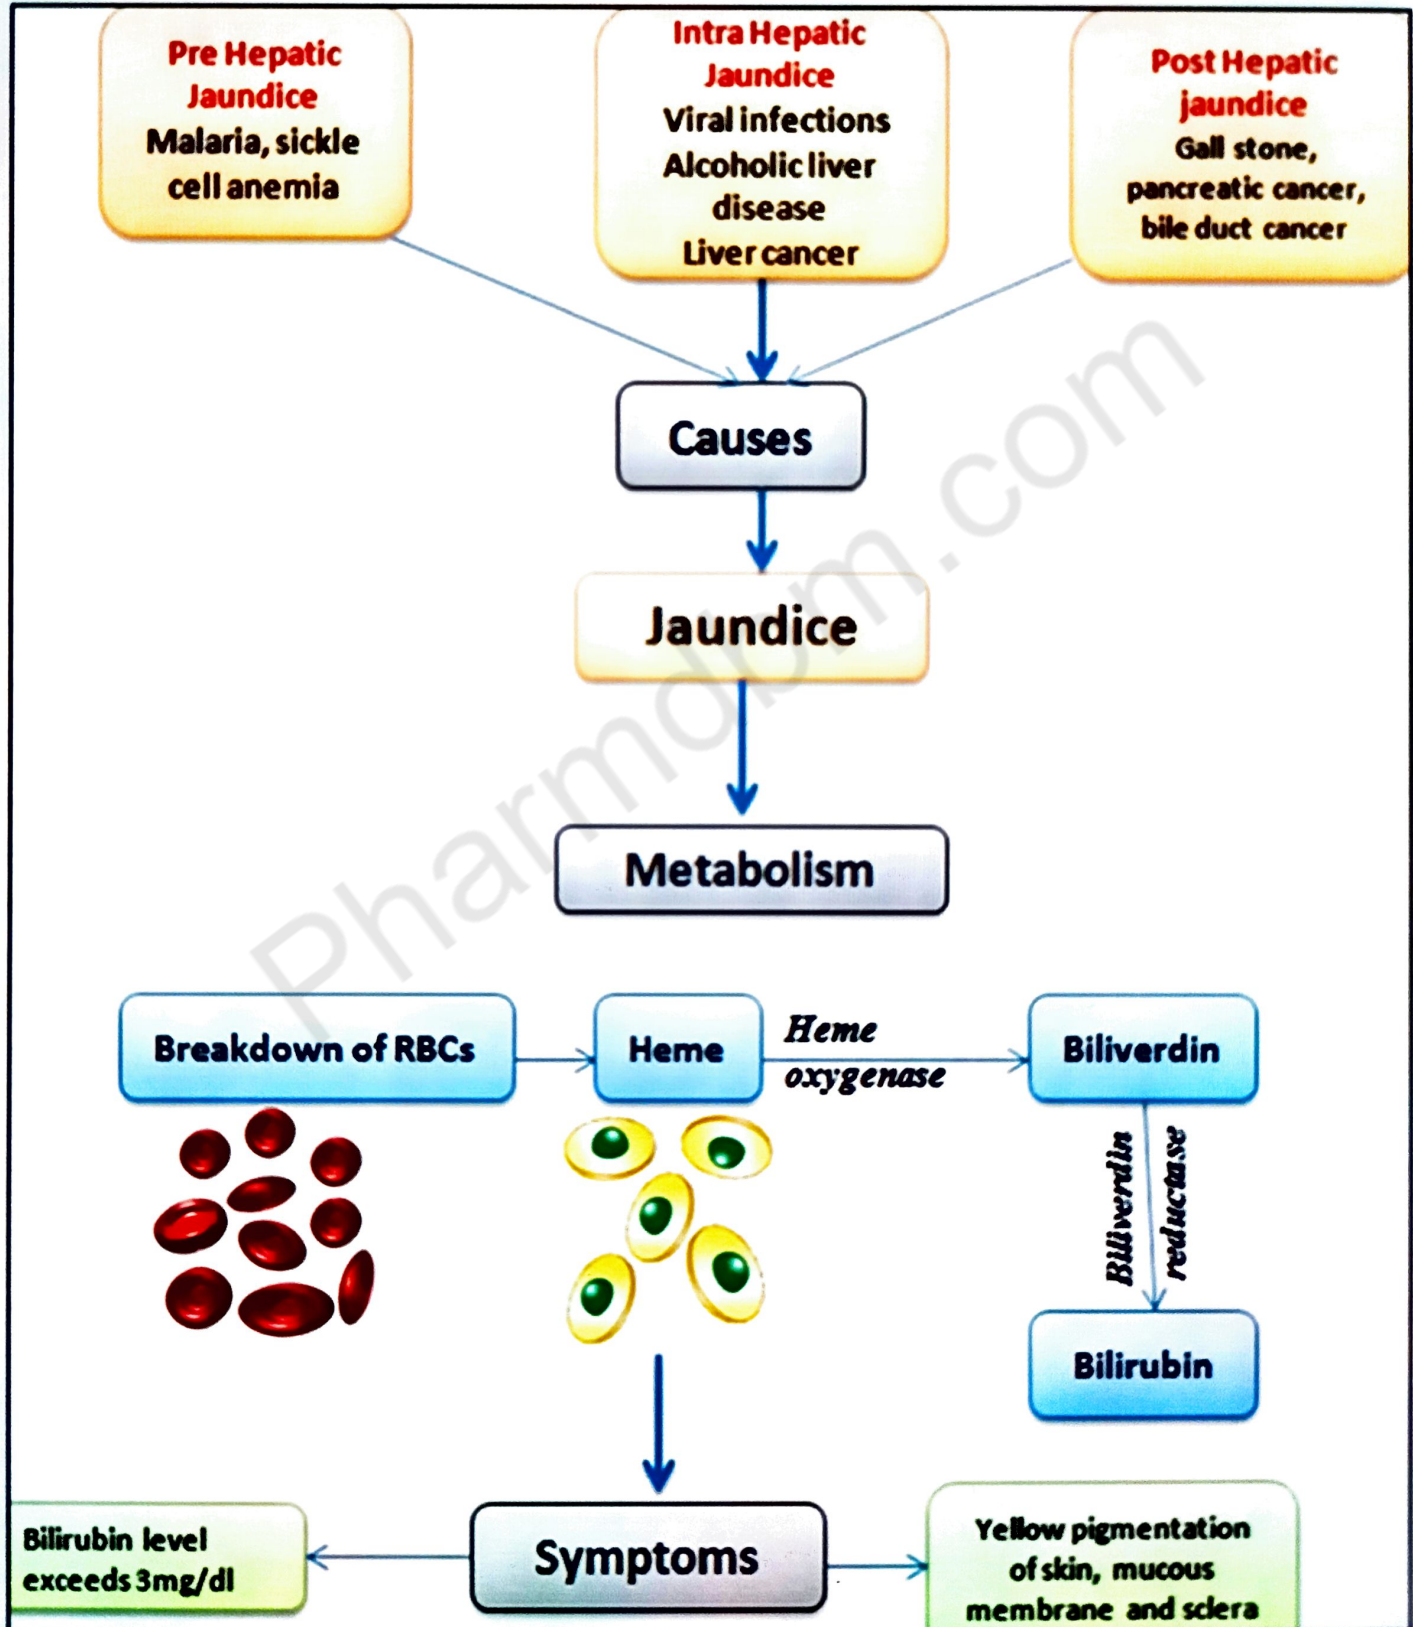 Pre Hepatic
Jaundice
Malaria, sickle
cell anemia
Intra Hepatic
Jaundice
Viral infections
Alcoholic liver
disease
Liver cancer
Post Hepatic
jaundice
Gall stone,
pancreatic cancer,
bile duct cancer
Causes
Jaundice
Metabolism
Breakdown of RBCs
Heme
Heme
oxygenase
Biliverdin
Biliverdin
reductase
Bilirubin
Symptoms
Bilirubin level
exceeds 3mg/dl
Yellow pigmentation
of skin, mucous
membrane and sclera
Pharmdbm.com